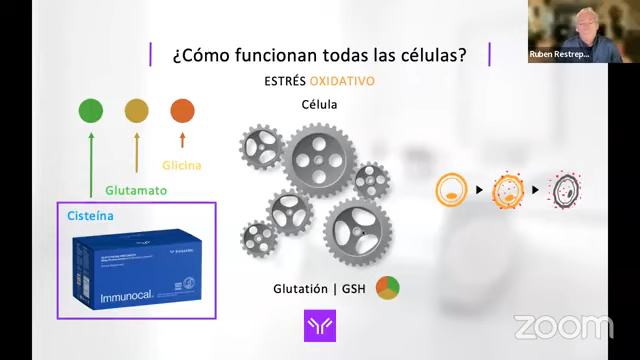 Ruben Restrep...
¿Cómo funcionan todas las células?
ESTRÉS OXIDATIVO
Célula
Glicina
Glutamato
Cisteína
Immunocal
Glutatión | GSH
zoom